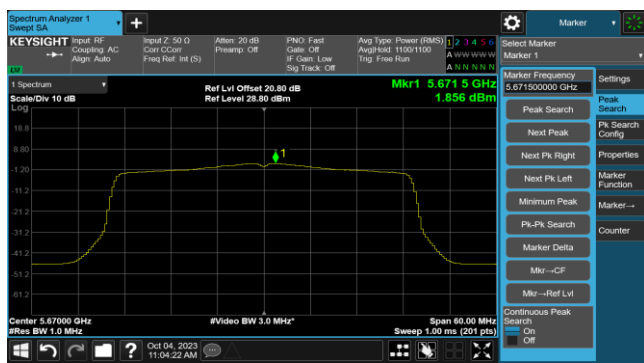 Spectrum Analyzer 1
Swept SA
Marker
KEYSIGHT
Input: RF
Coupling: AC
Align: Auto
Input Z: 50 Ω
Corr CCorr
Freq Ref: Int (S)
Atten: 20 dB
Preamp: Off
PNO: Fast
Gate: Off
IF Gain: Low
Sig Track: Off
Avg Type: Power (RMS)
Avg|Hold: 1100/1100
Trig: Free Run
1 2 3 4 5 6
A W W W W W
A N N N N N
LV
Select Marker
Marker 1
1 Spectrum
Scale/Div 10 dB
Log
Ref Lvl Offset 20.80 dB
Ref Level 28.80 dBm
Mkr1 5.671 5 GHz
1.856 dBm
18.8
8.80
-1.20
-11.2
-21.2
-31.2
-41.2
-51.2
-61.2
1
Center 5.67000 GHz
#Res BW 1.0 MHz
#Video BW 3.0 MHz*
Span 60.00 MHz
Sweep 1.00 ms (201 pts)
Marker Frequency
5.671500000 GHz
Peak Search
Next Peak
Next Pk Right
Next Pk Left
Minimum Peak
Pk-Pk Search
Marker Delta
Mkr→CF
Mkr→Ref Lvl
Continuous Peak
Search
On
Off
Settings
Peak
Search
Pk Search
Config
Properties
Marker
Function
Marker→
Counter
Oct 04, 2023
11:04:22 AM